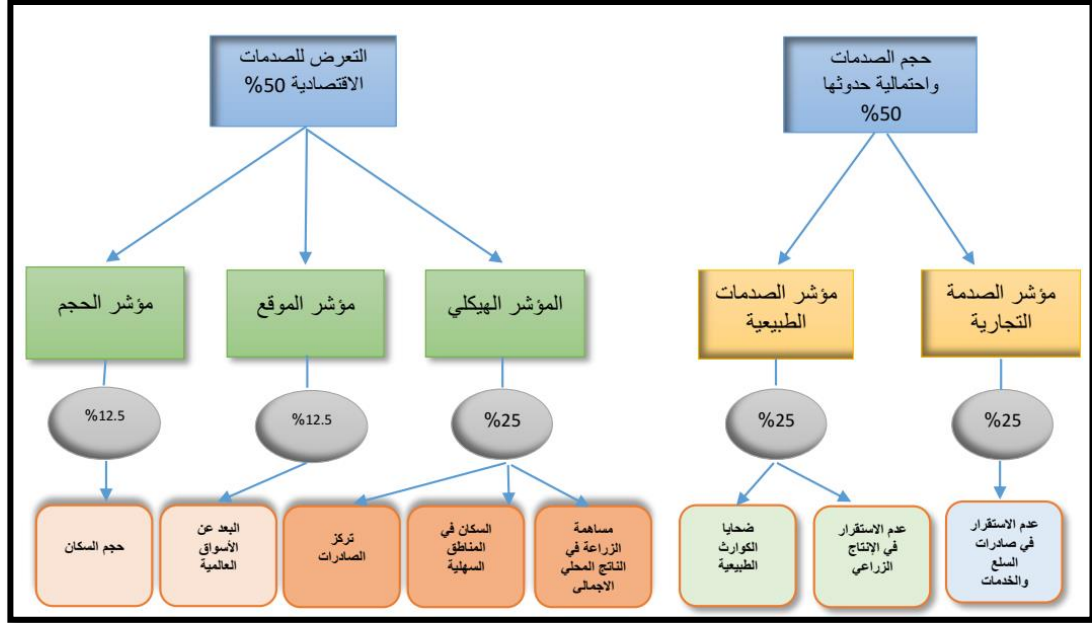 حجم الصدمات
واحتمالية حدوثها
%50
التعرض للصدمات
الاقتصادية 50%
مؤشر الصدمة
التجارية
مؤشر الصدمات
الطبيعية
المؤشر الهيكلي
مؤشر الموقع
مؤشر الحجم
%25
%25
%25
%12.5
%12.5
عدم الاستقرار
في صادرات
السلع
والخدمات
عدم الاستقرار
في الإنتاج
الزراعي
ضحايا
الكوارث
الطبيعية
مساهمة
الزراعة في
الناتج المحلي
الاجمالى
السكان في
المناطق
السهلية
تركز
الصادرات
البعد عن
الأسواق
العالمية
حجم السكان